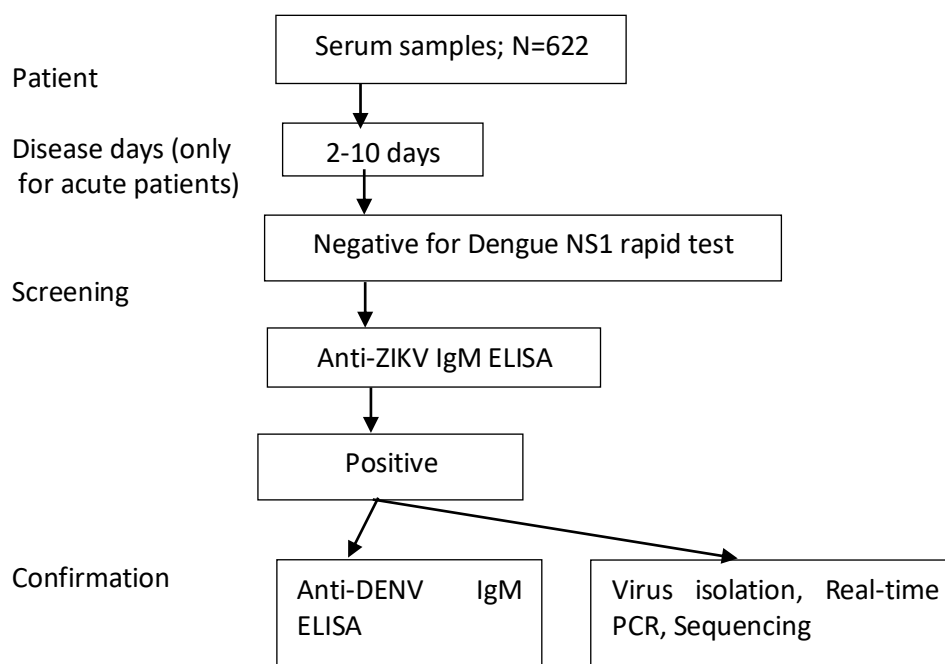 Serum samples; N=622
Patient
Disease days (only
for acute patients)
2-10 days
Negative for Dengue NS1 rapid test
Screening
Anti-ZIKV IgM ELISA
Positive
Confirmation
Anti-DENV IgM
ELISA
Virus isolation, Real-time
PCR, Sequencing